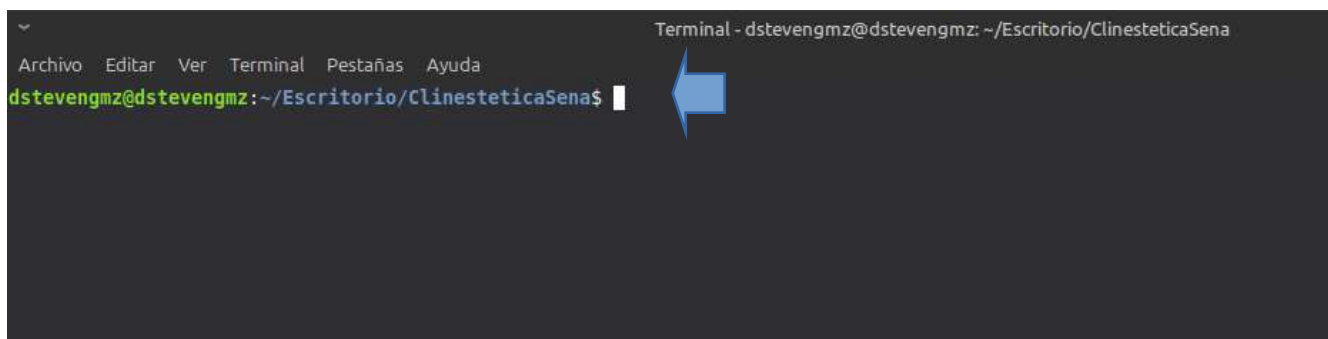 Terminal - dstevengmz@dstevengmz: ~/Escritorio/ClinesteticaSena
Archivo Editar Ver Terminal Pestañas Ayuda
dstevengmz@dstevengmz:~/Escritorio/ClinesteticaSena$